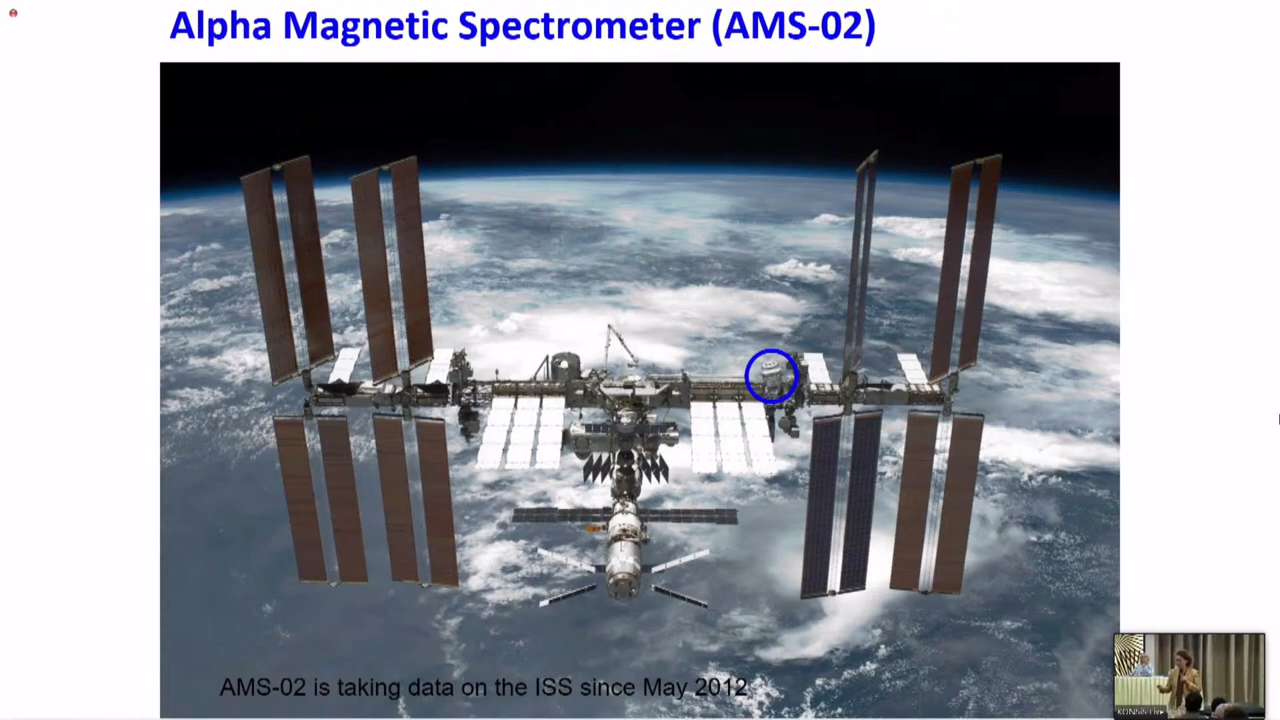 Alpha Magnetic Spectrometer (AMS-02)
AMS-02 is taking data on the ISS since May 2012